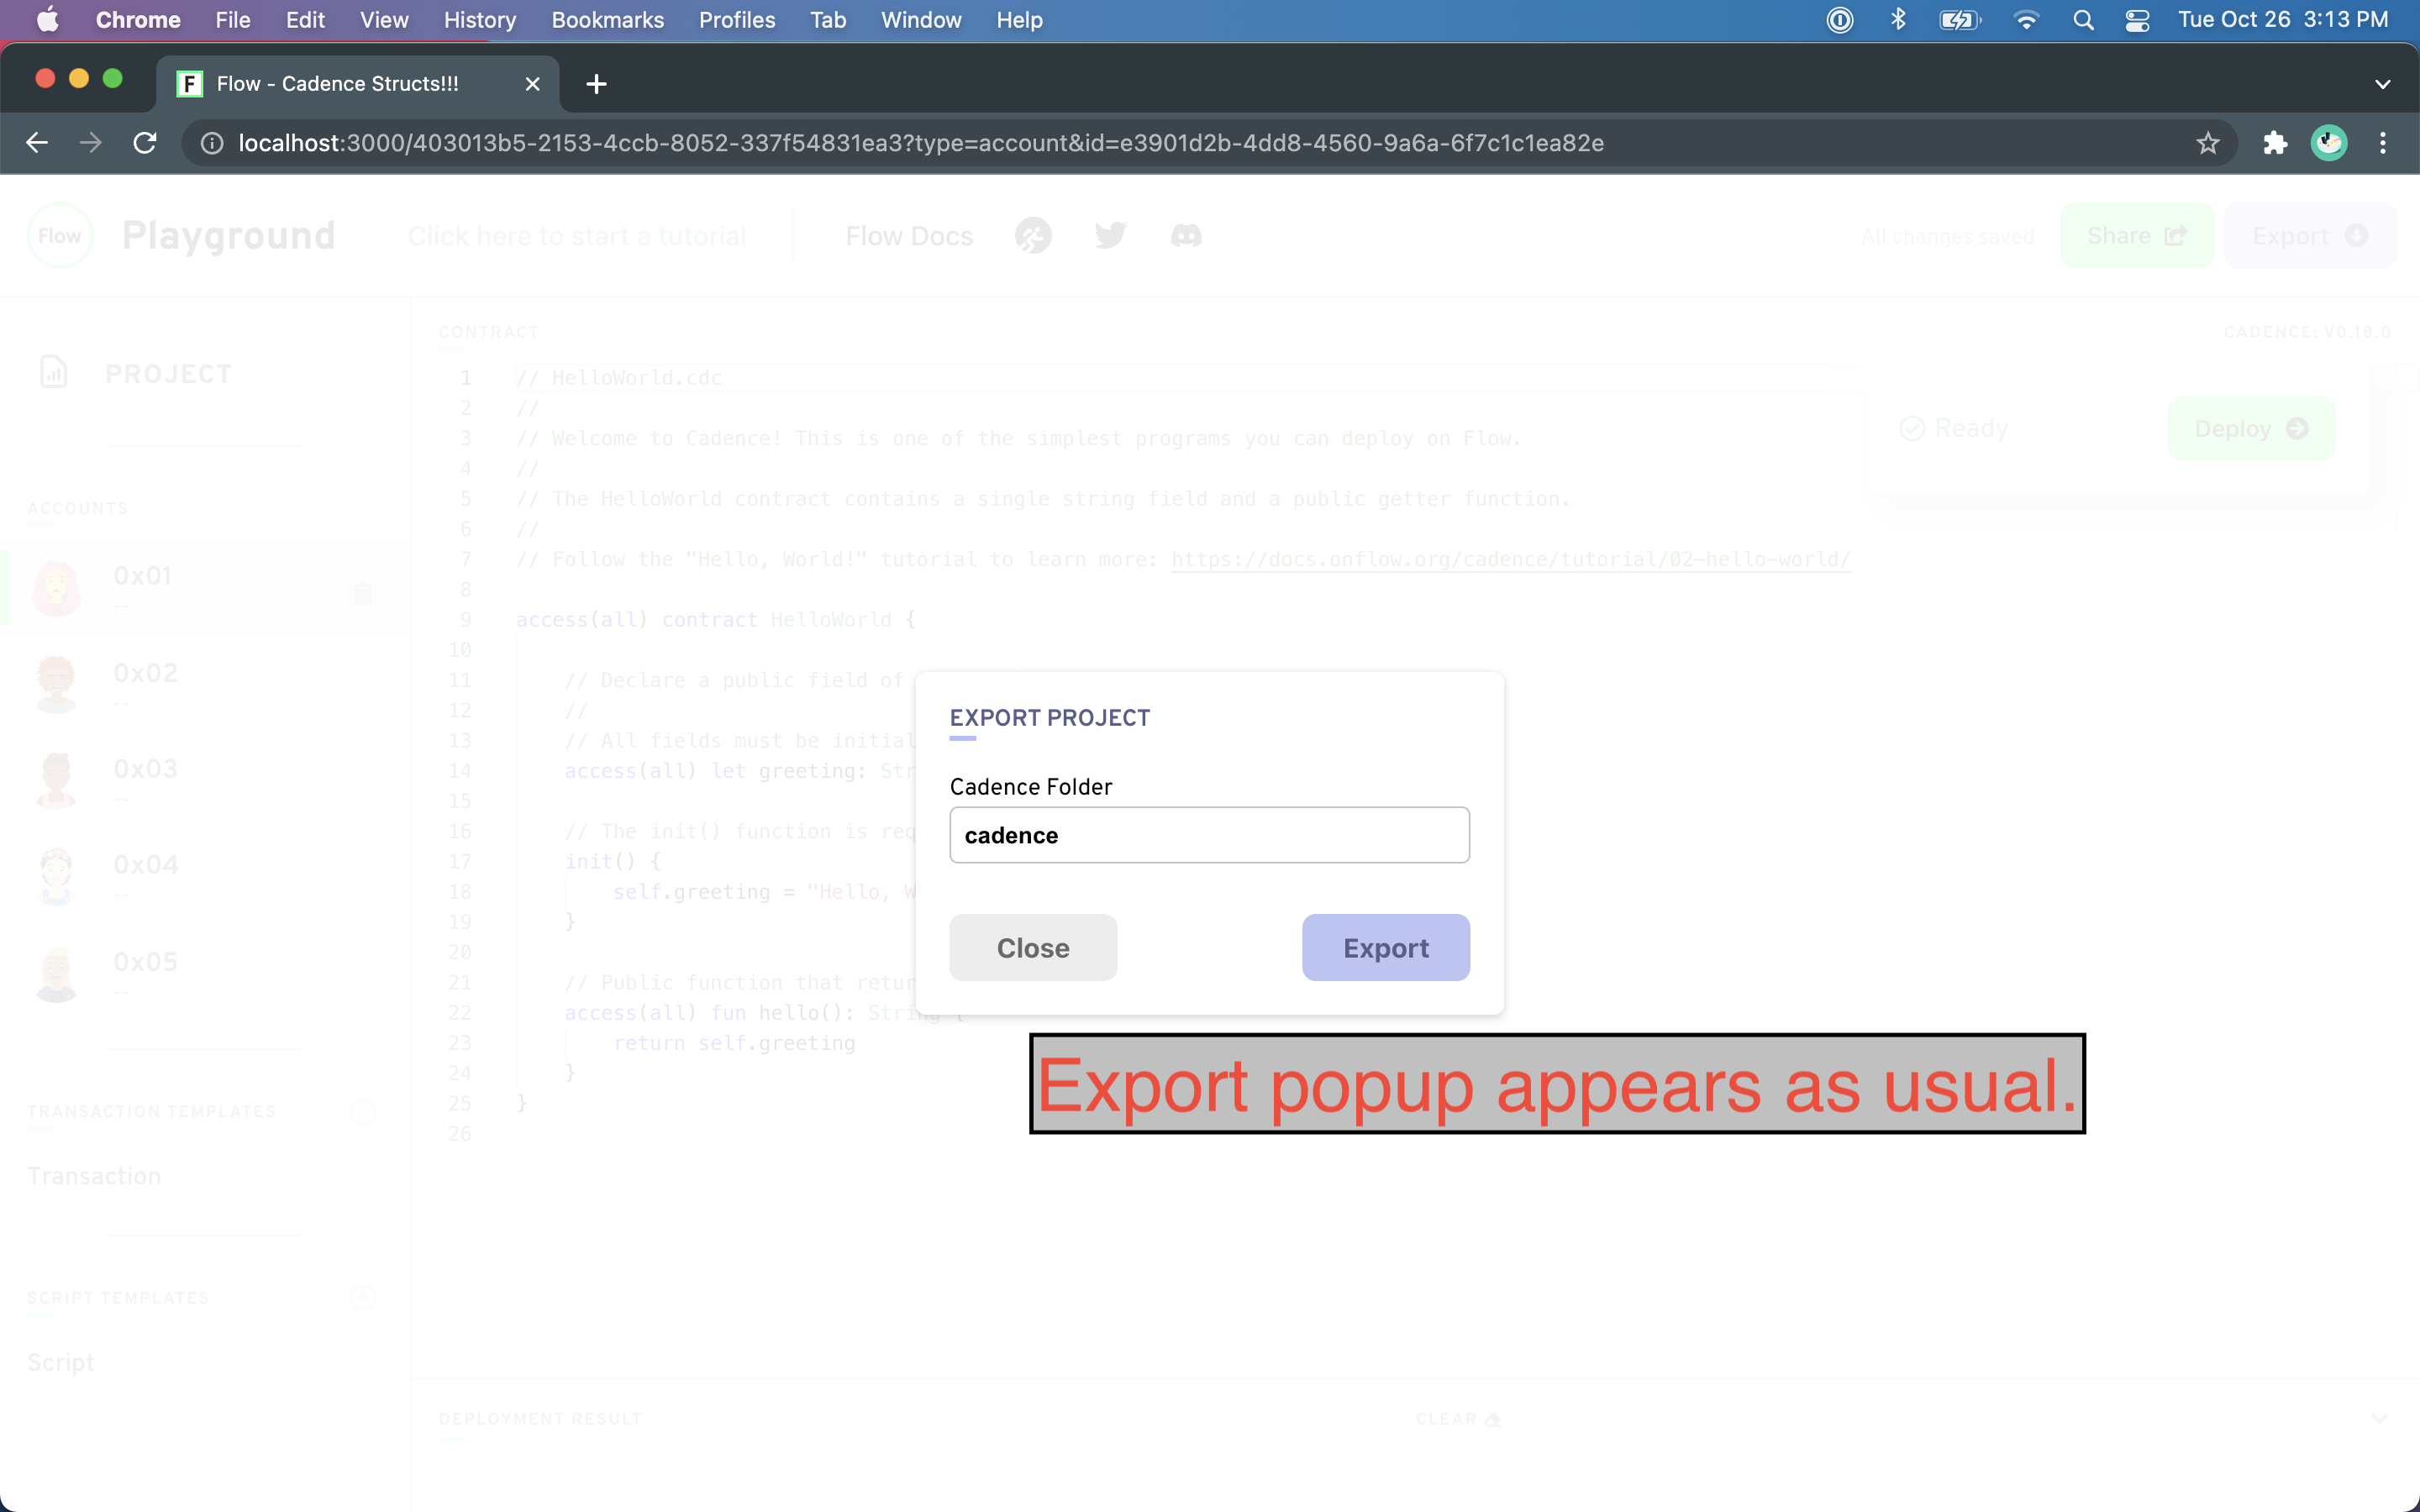 Chrome File Edit View History Bookmarks Profiles Tab Window Help Tue Oct 26 3:13 PM
F Flow - Cadence Structs!!!
localhost:3000/403013b5-2153-4ccb-8052-337f54831ea3?type=account&id=e3901d2b-4dd8-4560-9a6a-6f7c1c1ea82e
Flow Playground Click here to start a tutorial Flow Docs All changes saved Share Export
CONTRACT CADENCE: V0.18.0
PROJECT
ACCOUNTS
0x01
--
0x02
--
0x03
--
0x04
--
0x05
--
TRANSACTION TEMPLATES
Transaction
SCRIPT TEMPLATES
Script
1 // HelloWorld.cdc
2 //
3 // Welcome to Cadence! This is one of the simplest programs you can deploy on Flow.
4 //
5 // The HelloWorld contract contains a single string field and a public getter function.
6 //
7 // Follow the "Hello, World!" tutorial to learn more: https://docs.onflow.org/cadence/tutorial/02-hello-world/
8
9 access(all) contract HelloWorld {
10
11 // Declare a public field of
12 //
13 // All fields must be initial
14 access(all) let greeting: Str
15
16 // The init() function is req
17 init() {
18 self.greeting = "Hello, W
19 }
20
21 // Public function that retur
22 access(all) fun hello(): String {
23 return self.greeting
24 }
25 }
26
Ready Deploy
EXPORT PROJECT
Cadence Folder
cadence
Close Export
Export popup appears as usual.
DEPLOYMENT RESULT CLEAR